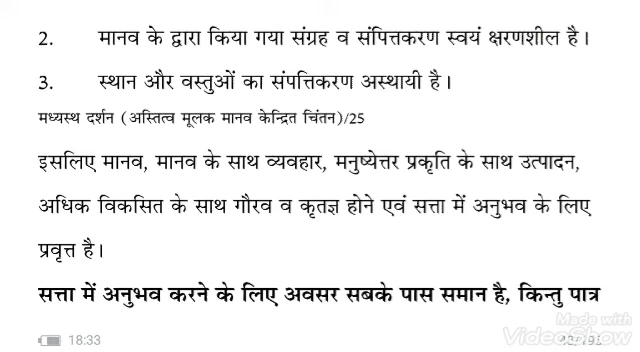 2. मानव के द्वारा किया गया संग्रह व संपित्तकरण स्वयं क्षरणशील है।
3. स्थान और वस्तुओं का संपत्तिकरण अस्थायी है।
मध्यस्थ दर्शन (अस्तित्व मूलक मानव केन्द्रित चिंतन)/25
इसलिए मानव, मानव के साथ व्यवहार, मनुष्येत्तर प्रकृति के साथ उत्पादन,
अधिक विकसित के साथ गौरव व कृतज्ञ होने एवं सत्ता में अनुभव के लिए
प्रवृत्त है।
सत्ता में अनुभव करने के लिए अवसर सबके पास समान है, किन्तु पात्र
Made with
18:33
VideoShow